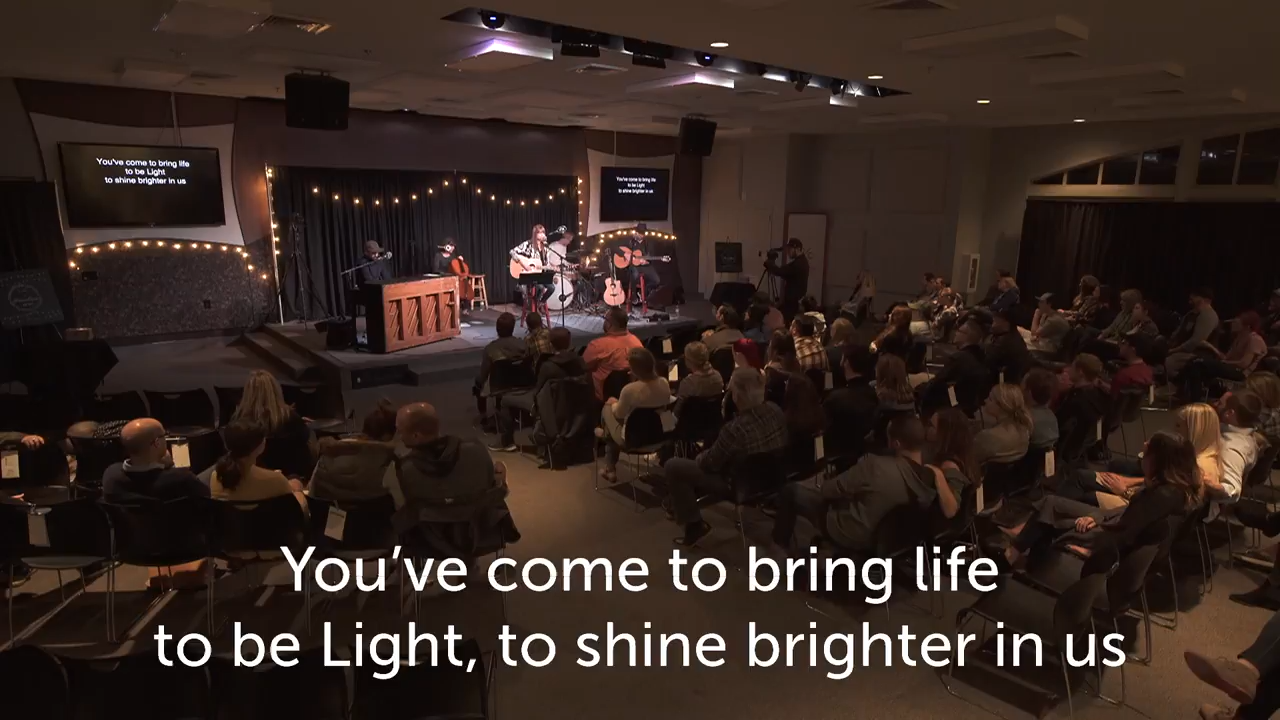 You've come to bring life
to be Light
to shine brighter in us
You've come to bring life
to be Light
to shine brighter in us
You've come to bring life
to be Light, to shine brighter in us